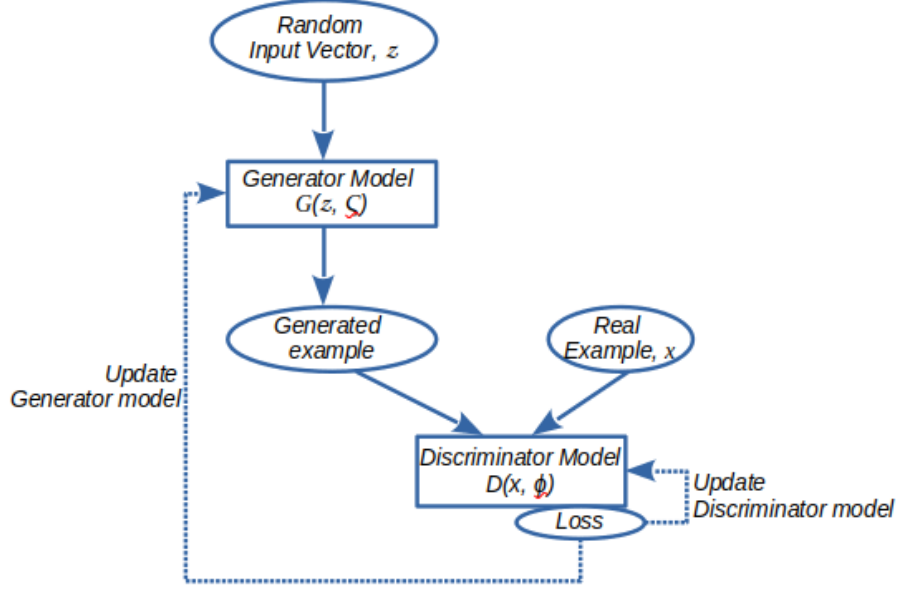 Random
Input Vector, z
Generator Model
G(z, ς)
Generated
example
Real
Example, x
Update
Generator model
Discriminator Model
D(x, ϕ)
Update
Discriminator model
Loss